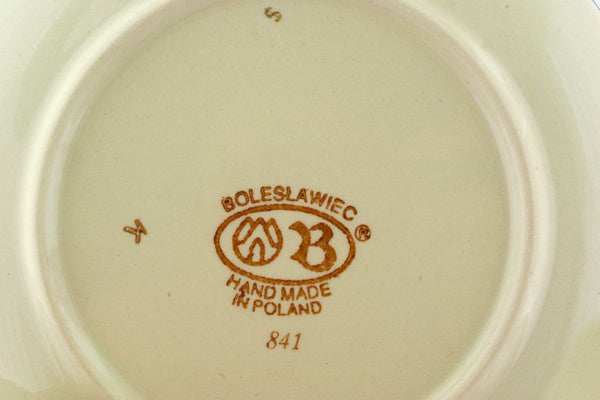 S
BOLESŁAWIEC
B ®
HAND MADE
IN POLAND
841